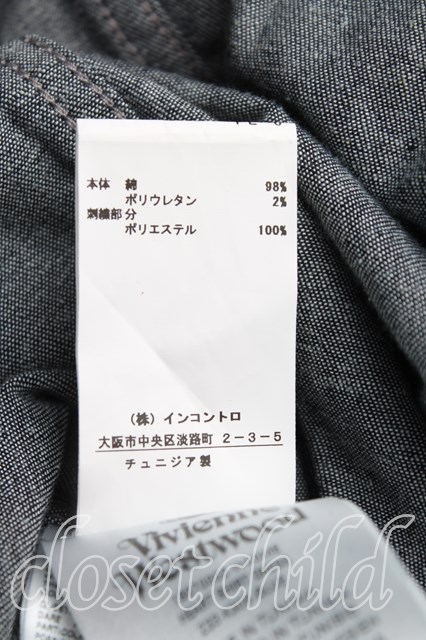 本体 綿 98%
ポリウレタン 2%
刺繍部分
ポリエステル 100%
(株)インコントロ
大阪市中央区淡路町 2-3-5
チュニジア製
Vivienne
Westwood
closet child